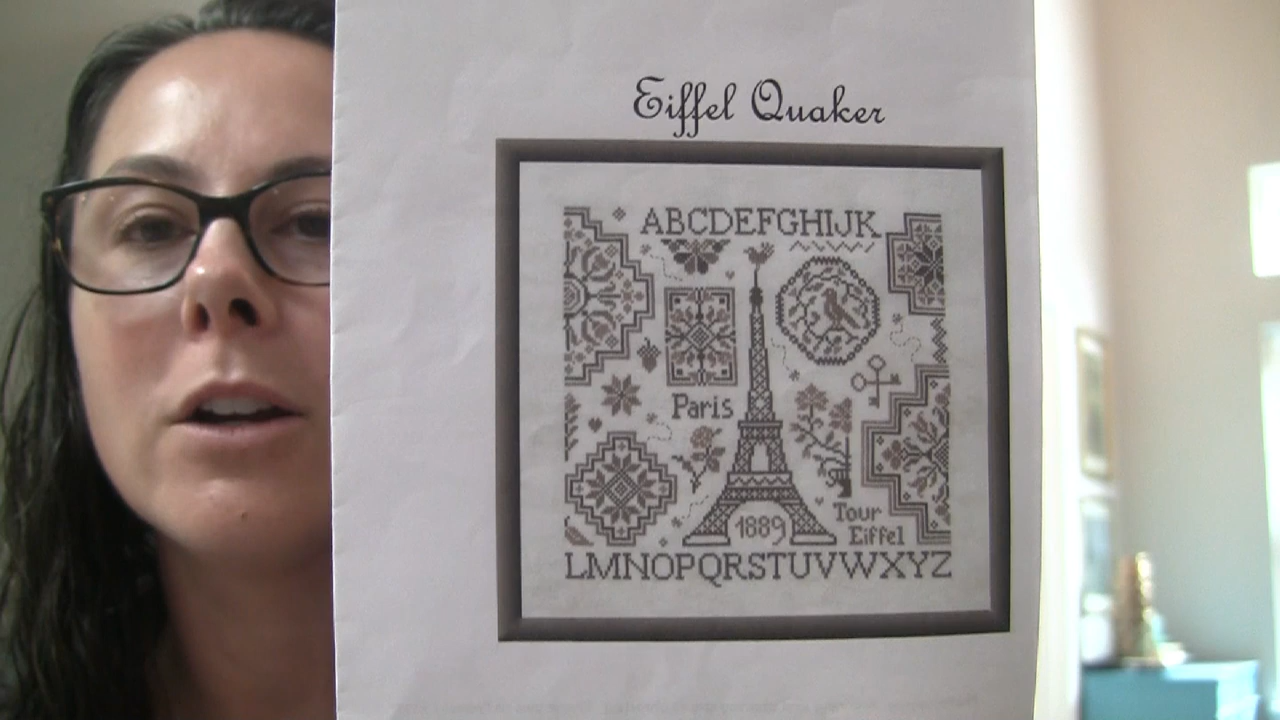 Eiffel Quaker
ABCDEFGHIJK
Paris
1889
Tour
Eiffel
LMNOPQRSTUVWXYZ